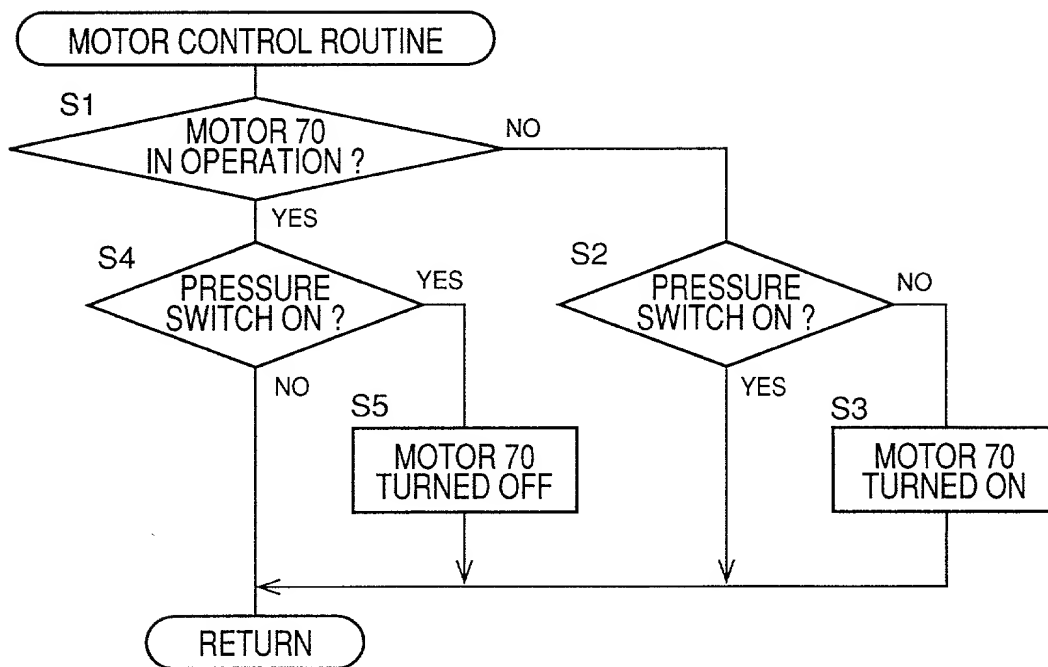 MOTOR CONTROL ROUTINE
S1
MOTOR 70
IN OPERATION ?
NO
YES
S4
PRESSURE
SWITCH ON ?
YES
NO
S2
PRESSURE
SWITCH ON ?
NO
YES
S5
MOTOR 70
TURNED OFF
S3
MOTOR 70
TURNED ON
RETURN